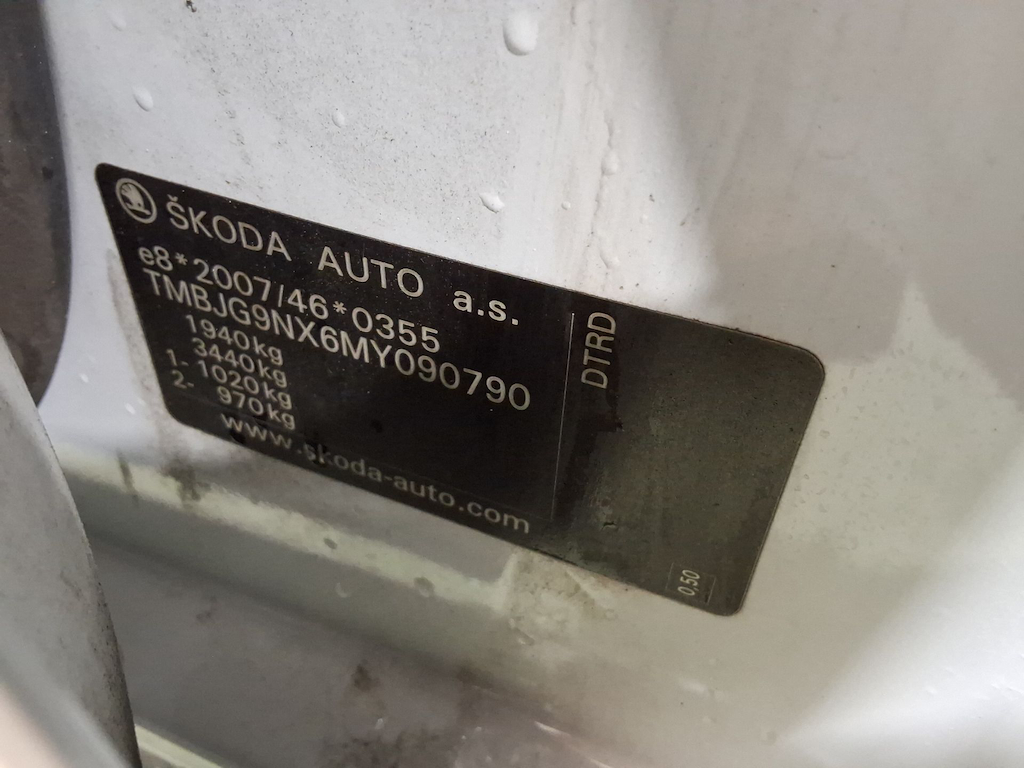 ŠKODA AUTO a.s.
e8*2007/46*0355
TMBJG9NX6MY090790
1940kg
3440kg
1.- 1020kg
2.- 970kg
www.skoda-auto.com
DTRD
0.50